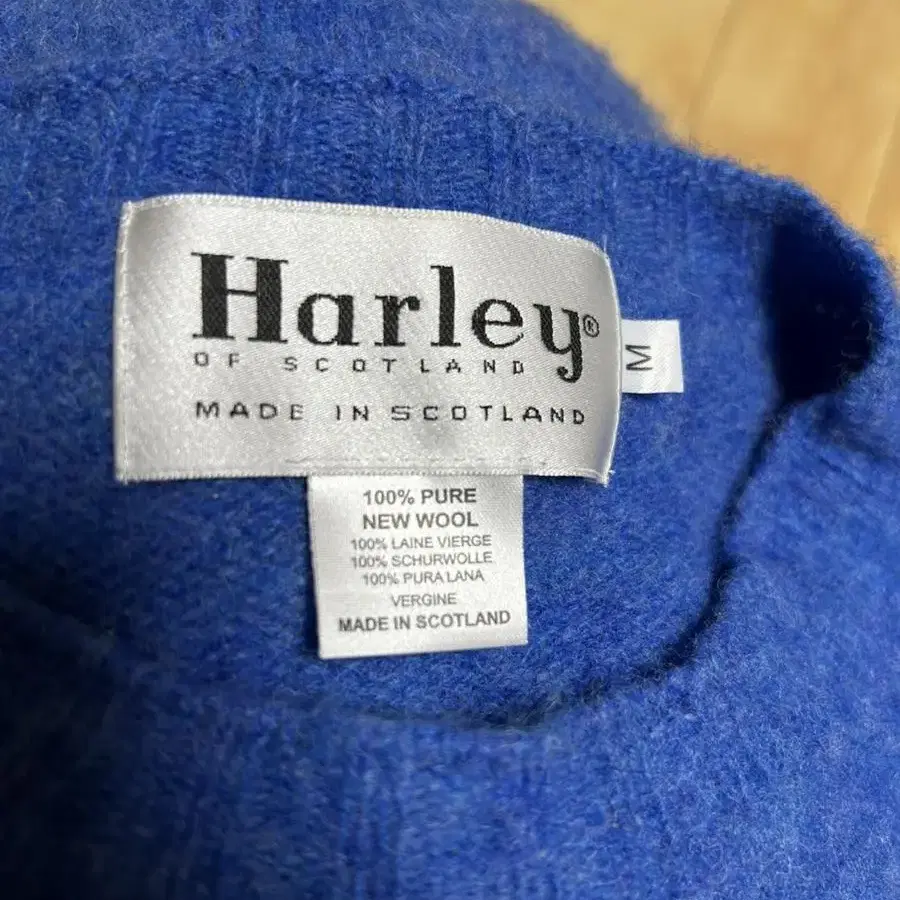 Harley®
OF SCOTLAND
MADE IN SCOTLAND
M
100% PURE
NEW WOOL
100% LAINE VIERGE
100% SCHURWOLLE
100% PURA LANA
VERGINE
MADE IN SCOTLAND